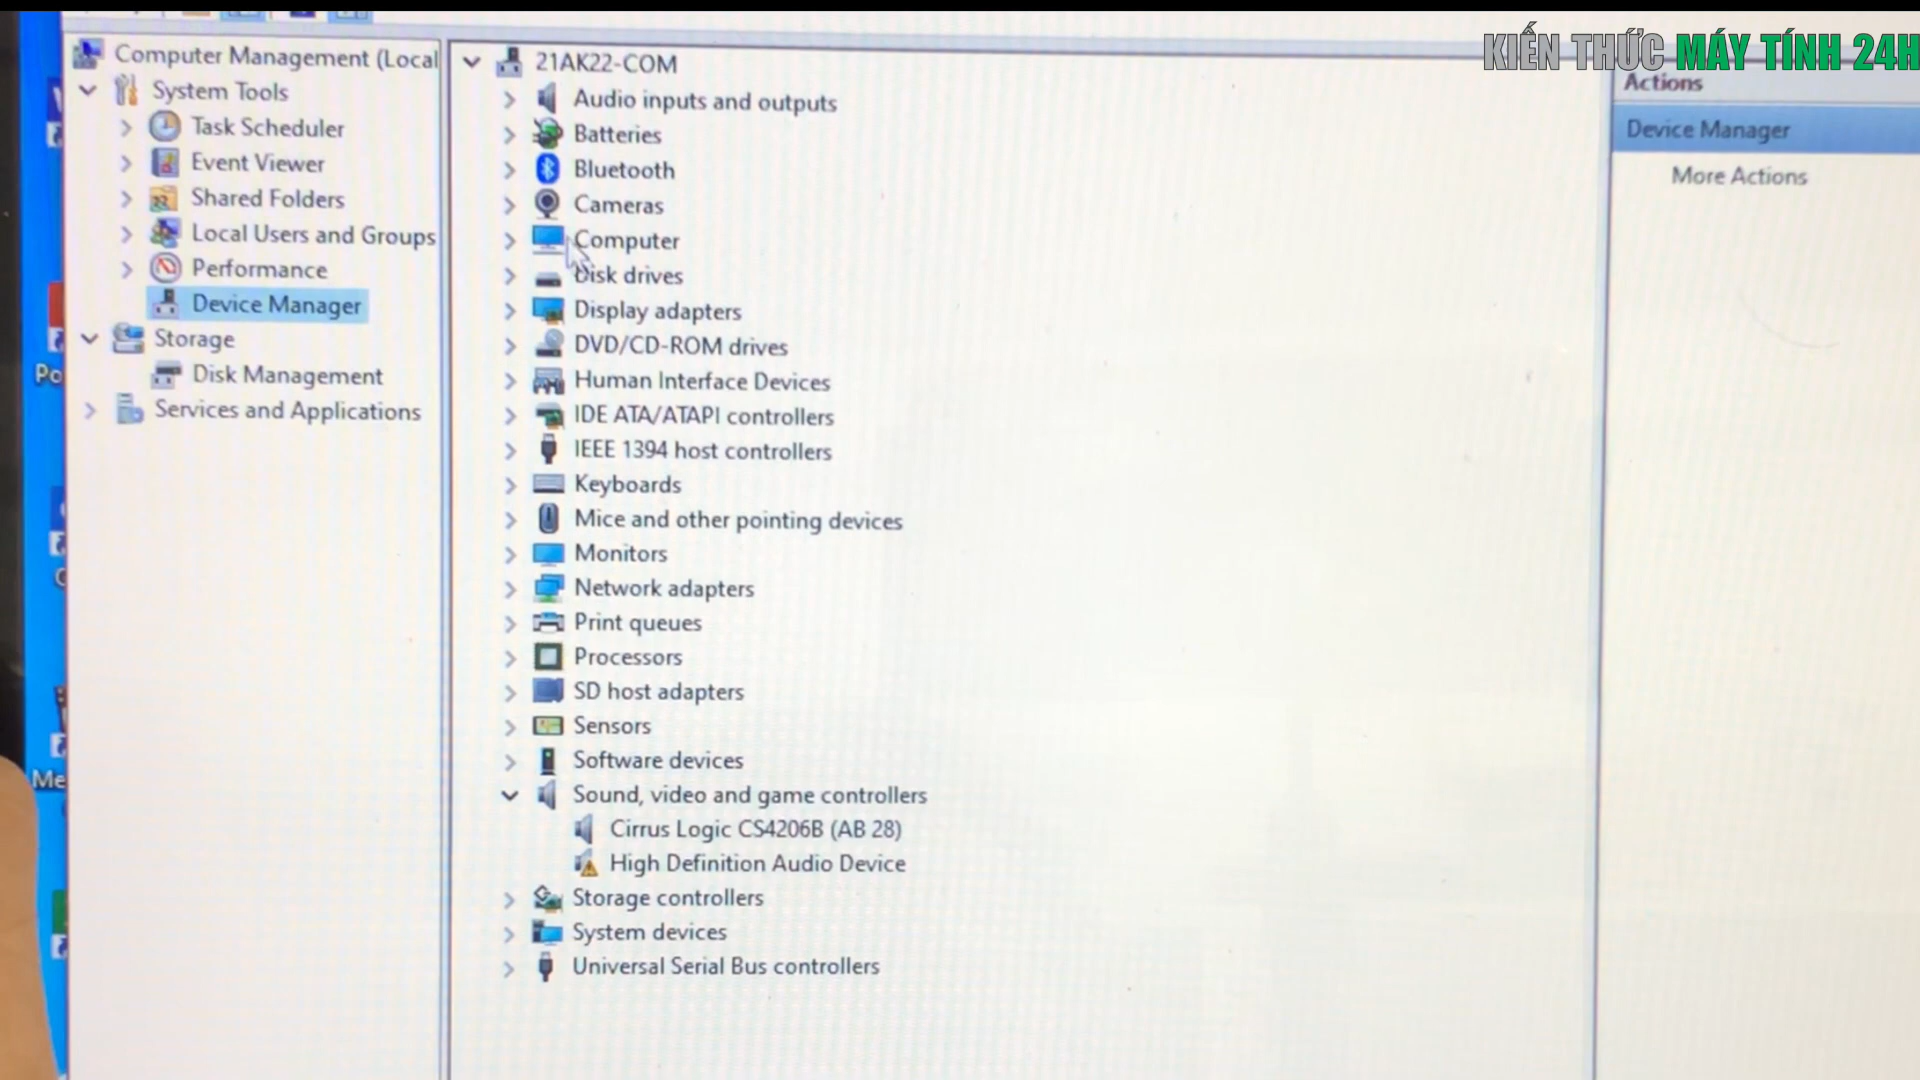 KIẾN THỨC MÁY TÍNH 24H
Computer Management (Local
System Tools
Task Scheduler
Event Viewer
Shared Folders
Local Users and Groups
Performance
Device Manager
Storage
Disk Management
Services and Applications
21AK22-COM
Audio inputs and outputs
Batteries
Bluetooth
Cameras
Computer
Disk drives
Display adapters
DVD/CD-ROM drives
Human Interface Devices
IDE ATA/ATAPI controllers
IEEE 1394 host controllers
Keyboards
Mice and other pointing devices
Monitors
Network adapters
Print queues
Processors
SD host adapters
Sensors
Software devices
Sound, video and game controllers
Cirrus Logic CS4206B (AB 28)
High Definition Audio Device
Storage controllers
System devices
Universal Serial Bus controllers
Actions
Device Manager
More Actions
Po
Me